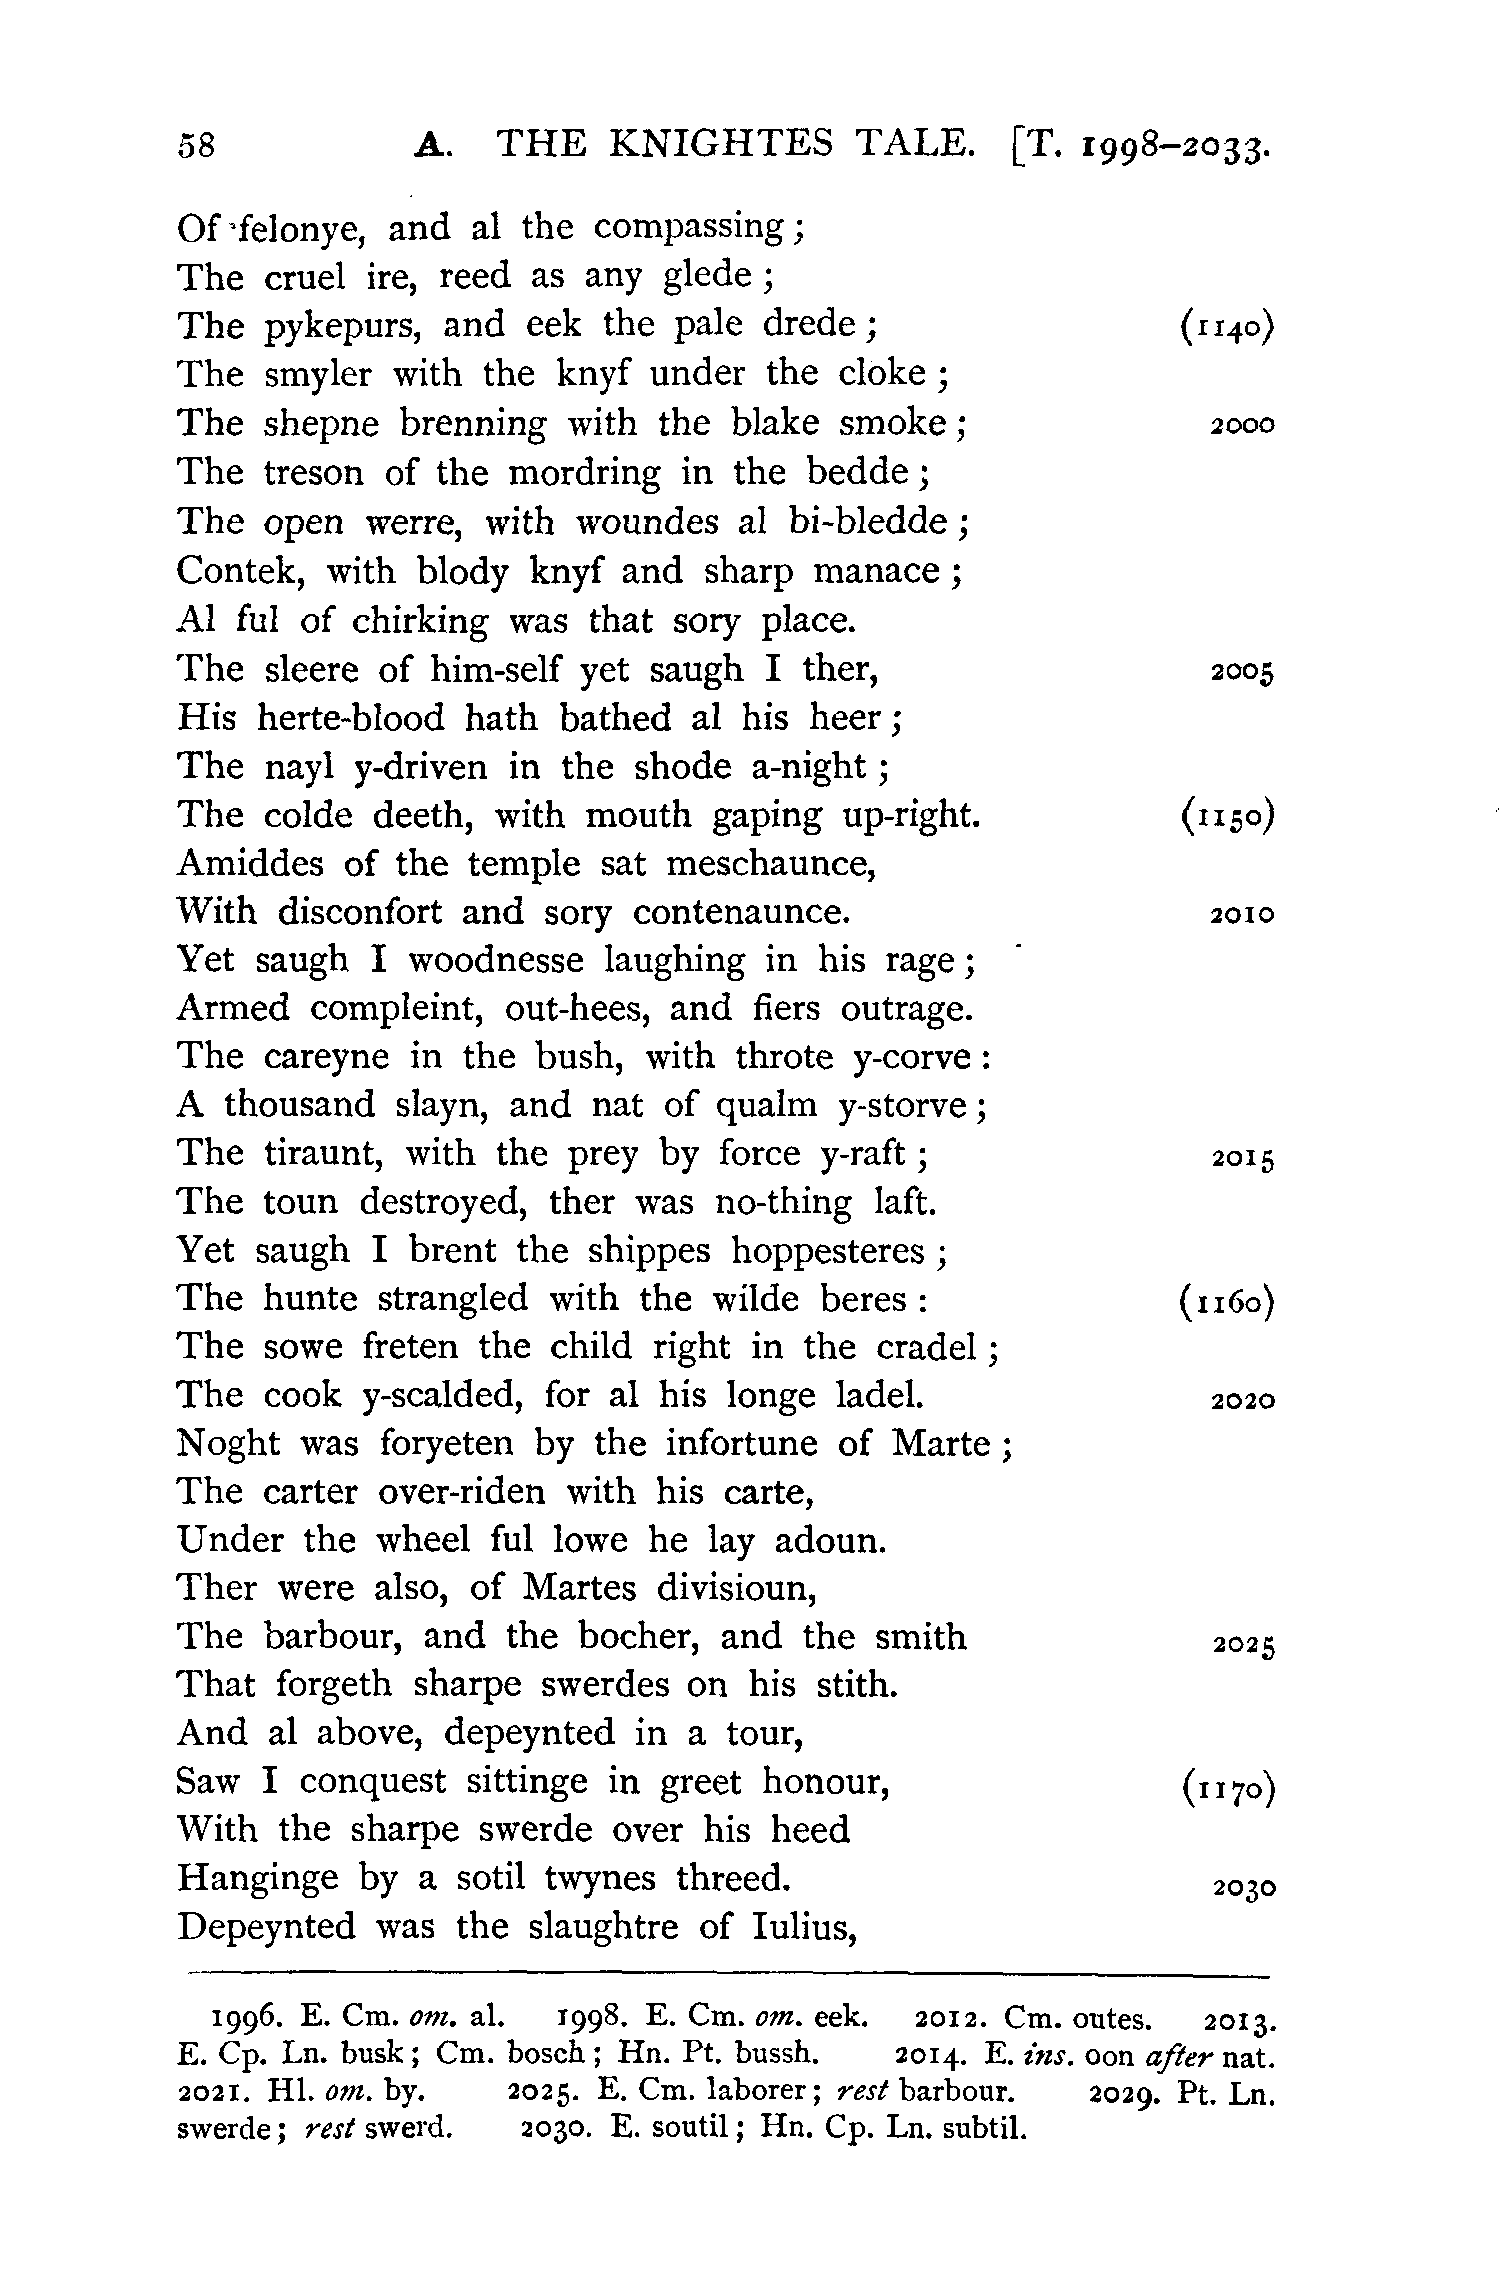 58 A. THE KNIGHTES TALE. [T. 1998–2033.
Of felonye, and al the compassing ;
The cruel ire, reed as any glede ;
The pykepurs, and eek the pale drede ; (1140)
The smyler with the knyf under the cloke ;
The shepne brenning with the blake smoke ; 2000
The treson of the mordring in the bedde ;
The open werre, with woundes al bi-bledde ;
Contek, with blody knyf and sharp manace ;
Al ful of chirking was that sory place.
The sleere of him-self yet saugh I ther, 2005
His herte-blood hath bathed al his heer ;
The nayl y-driven in the shode a-night ;
The colde deeth, with mouth gaping up-right. (1150)
Amiddes of the temple sat meschaunce,
With disconfort and sory contenaunce. 2010
Yet saugh I woodnesse laughing in his rage ;
Armed compleint, out-hees, and fiers outrage.
The careyne in the bush, with throte y-corve :
A thousand slayn, and nat of qualm y-storve ;
The tiraunt, with the prey by force y-raft ; 2015
The toun destroyed, ther was no-thing laft.
Yet saugh I brent the shippes hoppesteres ;
The hunte strangled with the wilde beres : (1160)
The sowe freten the child right in the cradel ;
The cook y-scalded, for al his longe ladel. 2020
Noght was foryeten by the infortune of Marte ;
The carter over-riden with his carte,
Under the wheel ful lowe he lay adoun.
Ther were also, of Martes divisioun,
The barbour, and the bocher, and the smith 2025
That forgeth sharpe swerdes on his stith.
And al above, depeynted in a tour,
Saw I conquest sittinge in greet honour, (1170)
With the sharpe swerde over his heed
Hanginge by a sotil twynes threed. 2030
Depeynted was the slaughtre of Iulius,
1996. E. Cm. om. al. 1998. E. Cm. om. eek. 2012. Cm. outes. 2013.
E. Cp. Ln. busk ; Cm. bosch ; Hn. Pt. bussh. 2014. E. ins. oon after nat.
2021. Hl. om. by. 2025. E. Cm. laborer ; rest barbour. 2029. Pt. Ln.
swerde ; rest swerd. 2030. E. soutil ; Hn. Cp. Ln. subtil.